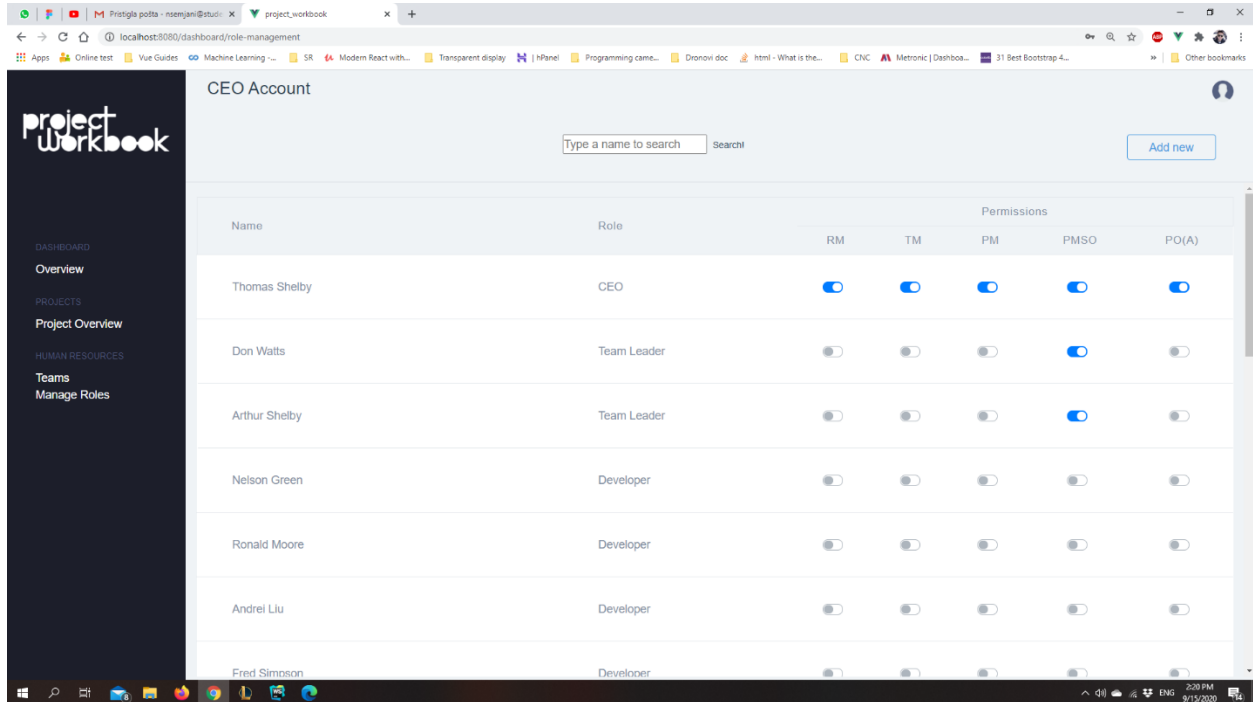 Pristigla pošta - nsemjani@stude
project_workbook
localhost:8080/dashboard/role-management
Apps Online test Vue Guides Machine Learning -... SR Modern React with... Transparent display | hPanel Programming came... Dronovi doc html - What is the... CNC Metronic | Dashboa... 31 Best Bootstrap 4... » Other bookmarks
project workbook
CEO Account
Type a name to search Search! Add new
DASHBOARD
Overview
PROJECTS
Project Overview
HUMAN RESOURCES
Teams
Manage Roles
Name Role Permissions
RM TM PM PMSO PO(A)
Thomas Shelby CEO
Don Watts Team Leader
Arthur Shelby Team Leader
Nelson Green Developer
Ronald Moore Developer
Andrei Liu Developer
Fred Simpson Developer
ENG 2:20 PM
9/15/2020